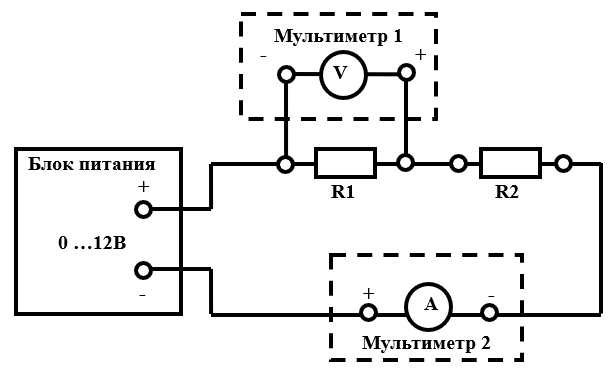 Мультиметр 1
- V +
Блок питания
+
0 ...12В
-
R1 R2
+ A -
Мультиметр 2